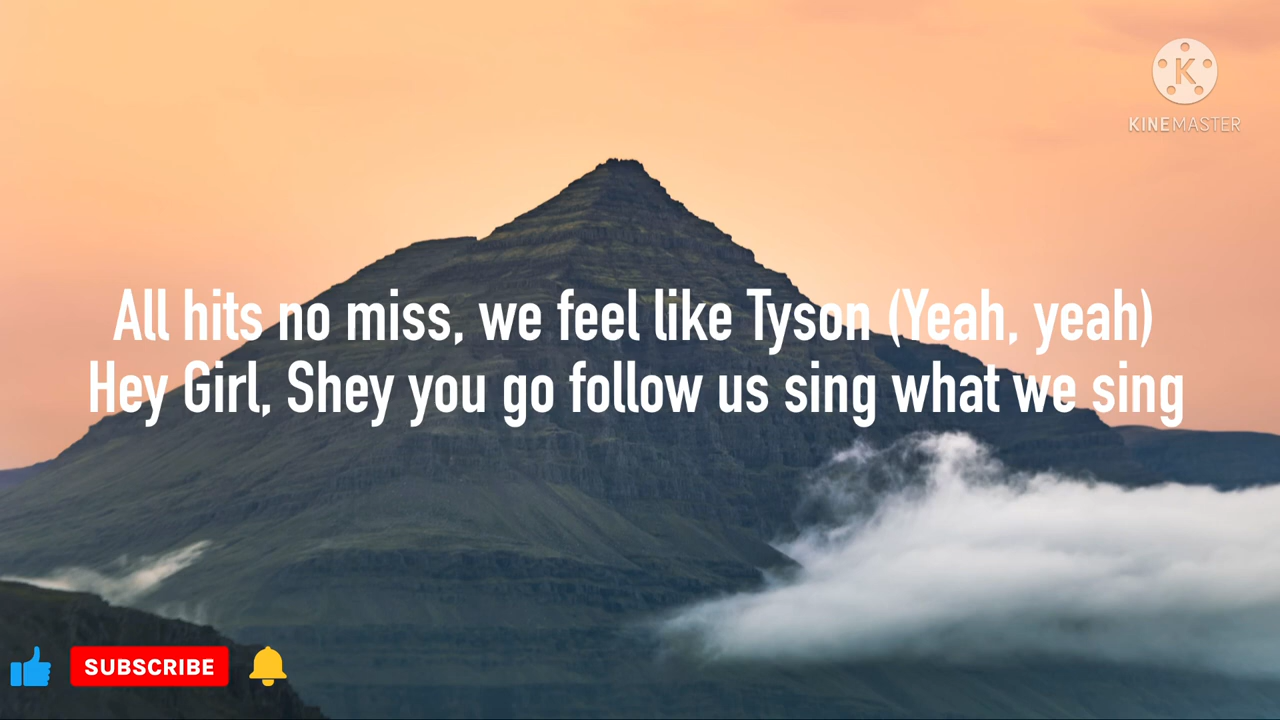 K
KINEMASTER
All hits no miss, we feel like Tyson (Yeah, yeah)
Hey Girl, Shey you go follow us sing what we sing
SUBSCRIBE